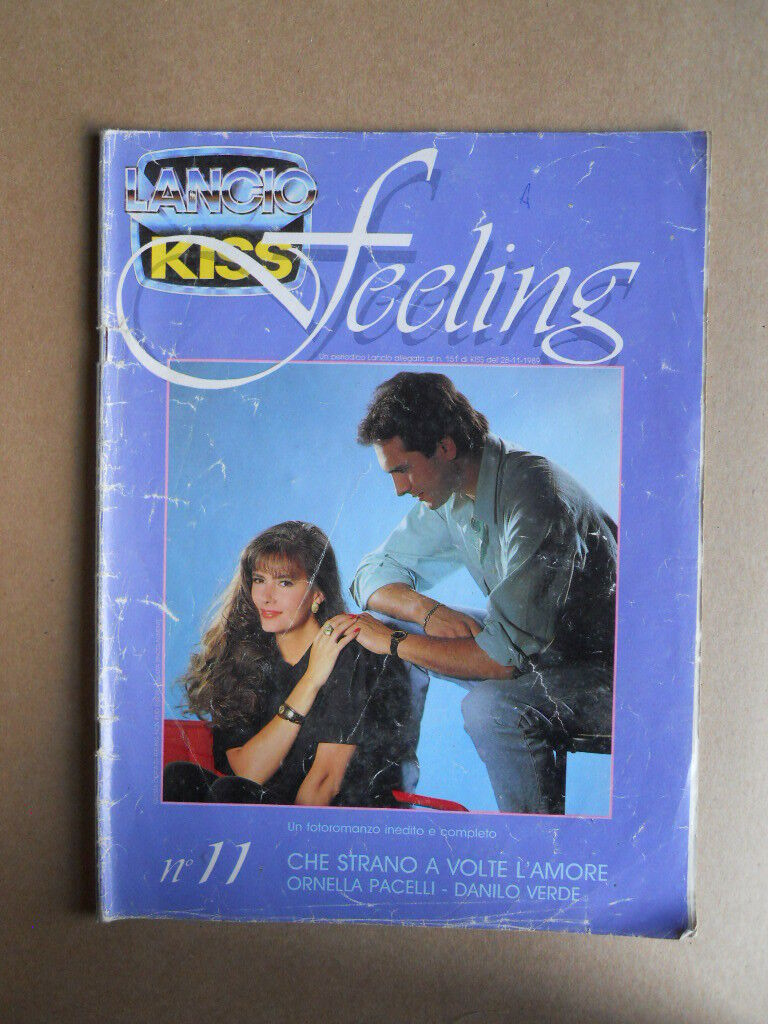 LANCIO
KISS
feeling
Un periodico Lancio allegato al n. 151 di KISS del 28-11-1989
Un fotoromanzo inedito e completo
n° 11
CHE STRANO A VOLTE L'AMORE
ORNELLA PACELLI - DANILO VERDE